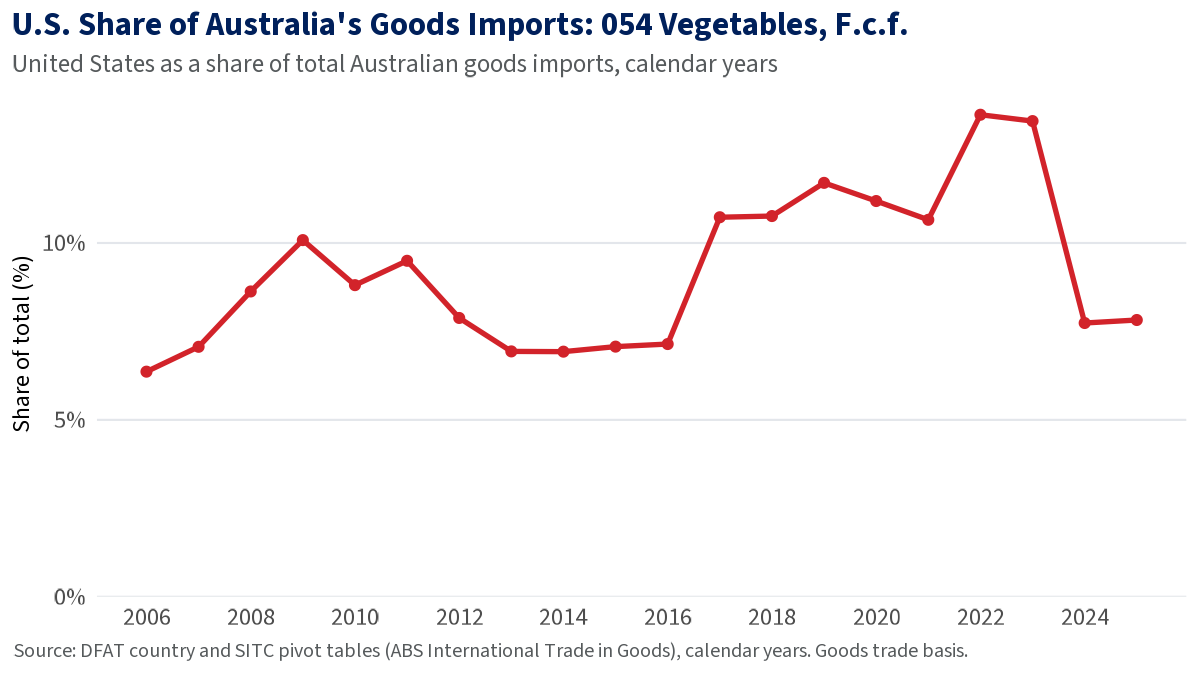 U.S. Share of Australia's Goods Imports: 054 Vegetables, F.c.f.
United States as a share of total Australian goods imports, calendar years
Share of total (%)
10%
5%
0%
2006 2008 2010 2012 2014 2016 2018 2020 2022 2024
Source: DFAT country and SITC pivot tables (ABS International Trade in Goods), calendar years. Goods trade basis.